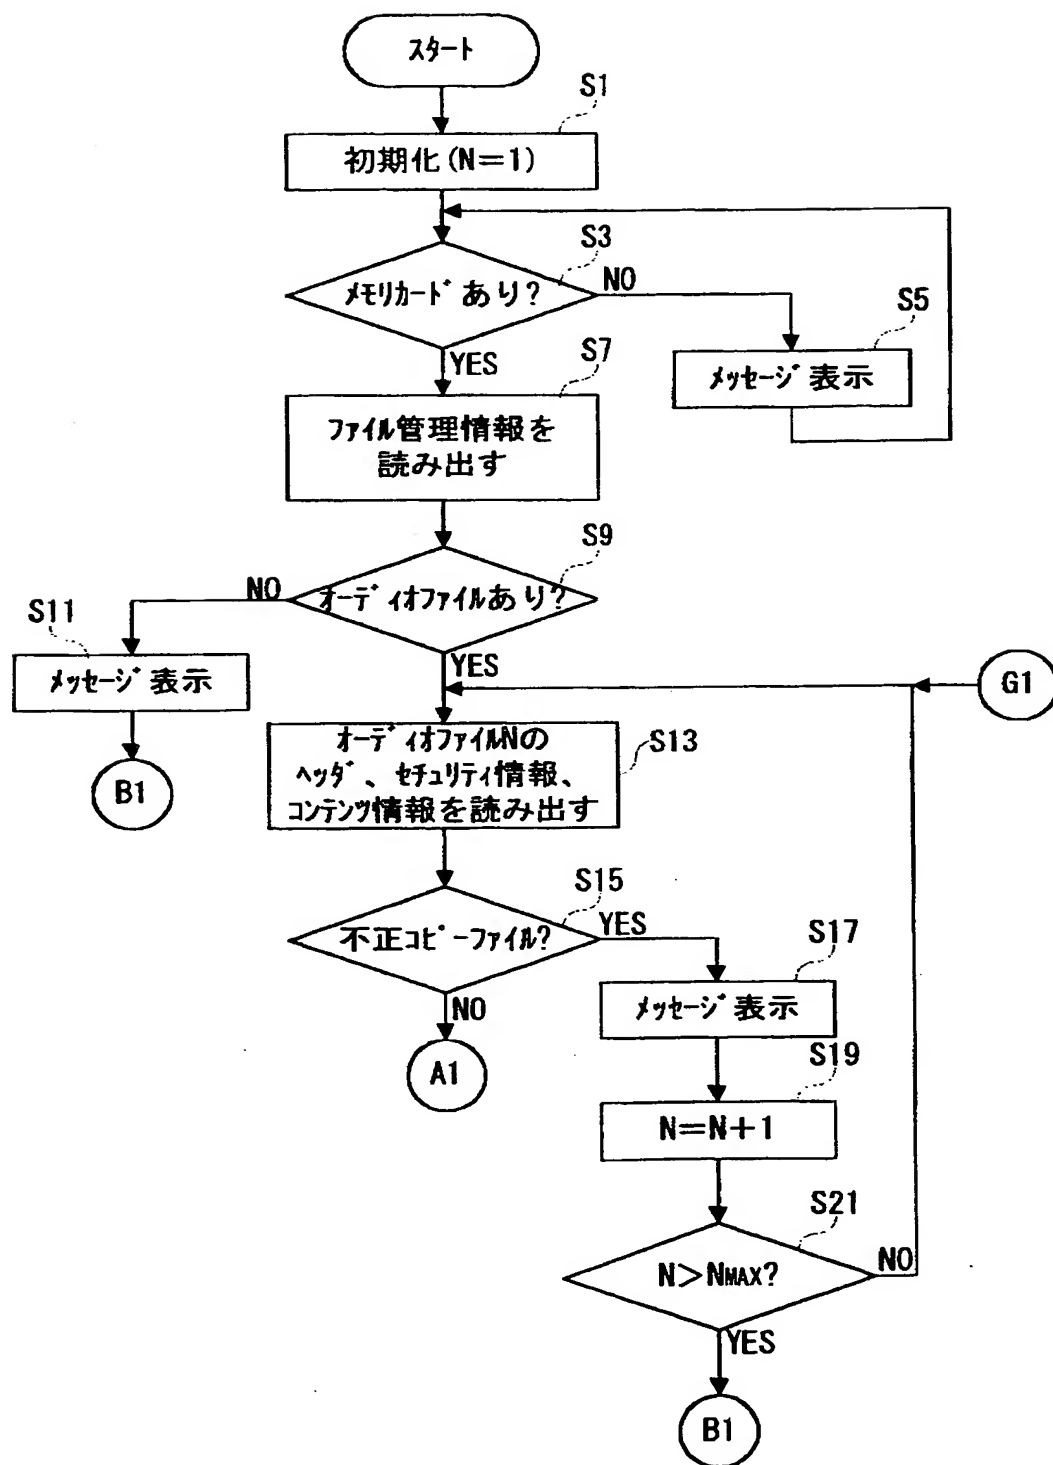 スタート
S1
初期化(N=1)
S3
メモリカードあり?
NO
S5
メッセージ表示
YES
S7
ファイル管理情報を
読み出す
S9
オーディオファイルあり?
NO
S11
メッセージ表示
YES
G1
B1
オーディオファイルNの
ヘッダ、セチュリティ情報、
コンテンツ情報を読み出す
S13
S15
不正コピーファイル?
YES
S17
メッセージ表示
NO
A1
S19
N=N+1
S21
N>NMAX?
NO
YES
B1